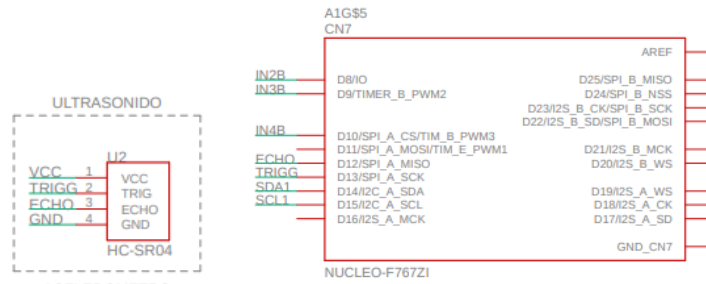 A1G$5
CN7
AREF
IN2B D8/IO D25/SPI_B_MISO
IN3B D9/TIMER_B_PWM2 D24/SPI_B_NSS
D23/I2S_B_CK/SPI_B_SCK
D22/I2S_B_SD/SPI_B_MOSI
IN4B D10/SPI_A_CS/TIM_B_PWM3
D11/SPI_A_MOSI/TIM_E_PWM1 D21/I2S_B_MCK
ECHO D12/SPI_A_MISO D20/I2S_B_WS
TRIGG D13/SPI_A_SCK
SDA1 D14/I2C_A_SDA D19/I2S_A_WS
SCL1 D15/I2C_A_SCL D18/I2S_A_CK
D16/I2S_A_MCK D17/I2S_A_SD
GND_CN7
NUCLEO-F767ZI
ULTRASONIDO
U2
VCC 1 VCC
TRIGG 2 TRIG
ECHO 3 ECHO
GND 4 GND
HC-SR04